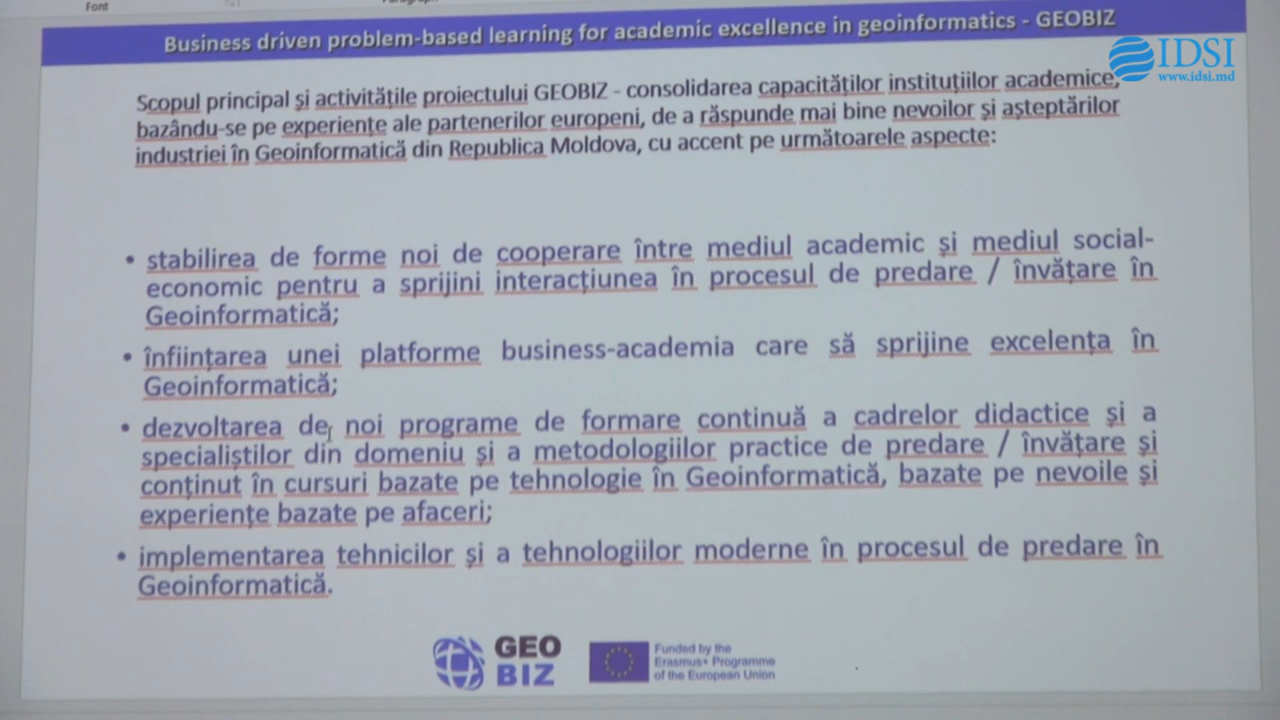 Font
Business driven problem-based learning for academic excellence in geoinformatics - GEOBIZ
IDSI
www.idsi.md
Scopul principal și activitățile proiectului GEOBIZ - consolidarea capacităților instituțiilor academice,
bazându-se pe experiențe ale partenerilor europeni, de a răspunde mai bine nevoilor și așteptărilor
industriei în Geoinformatică din Republica Moldova, cu accent pe următoarele aspecte:
• stabilirea de forme noi de cooperare între mediul academic și mediul social-
economic pentru a sprijini interacțiunea în procesul de predare / învățare în
Geoinformatică;
• înființarea unei platforme business-academia care să sprijine excelența în
Geoinformatică;
• dezvoltarea de noi programe de formare continuă a cadrelor didactice și a
specialiștilor din domeniu și a metodologiilor practice de predare / învățare și
conținut în cursuri bazate pe tehnologie în Geoinformatică, bazate pe nevoile și
experiențe bazate pe afaceri;
• implementarea tehnicilor și a tehnologiilor moderne în procesul de predare în
Geoinformatică.
GEO
BIZ
Funded by the
Erasmus+ Programme
of the European Union